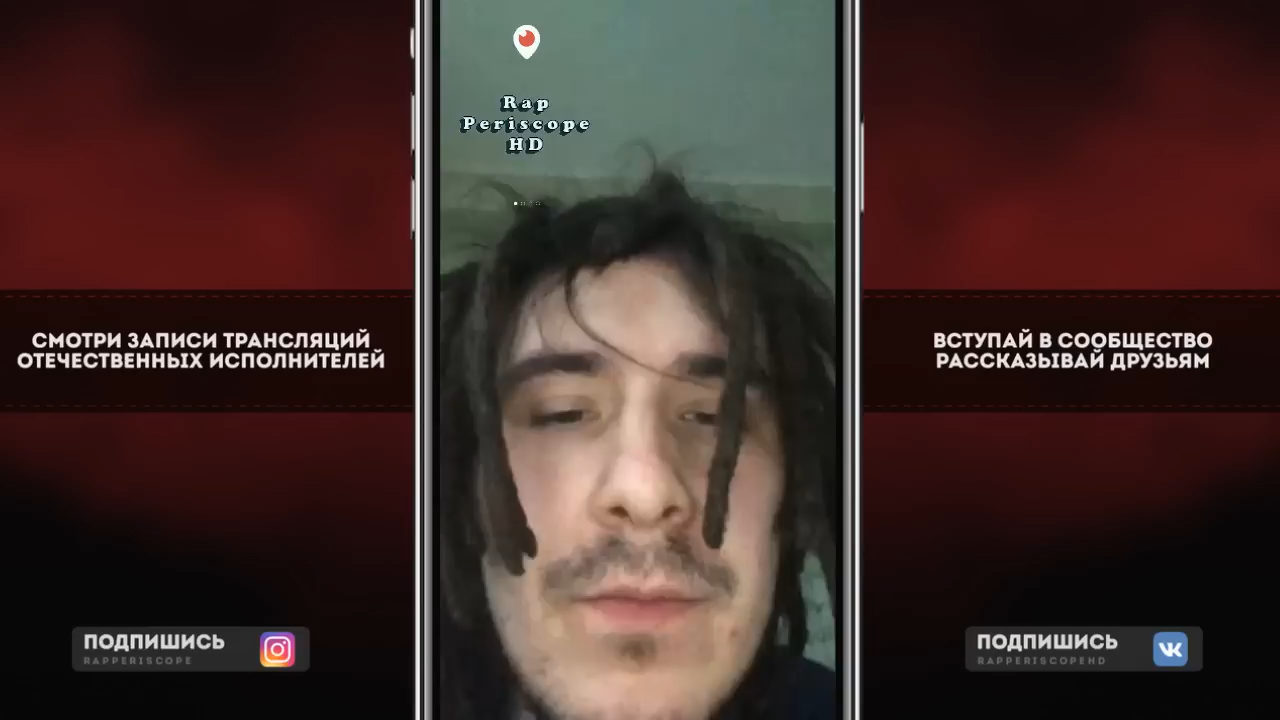 Rap
Periscope
HD
СМОТРИ ЗАПИСИ ТРАНСЛЯЦИЙ
ОТЕЧЕСТВЕННЫХ ИСПОЛНИТЕЛЕЙ
ВСТУПАЙ В СООБЩЕСТВО
РАССКАЗЫВАЙ ДРУЗЬЯМ
ПОДПИШИСЬ
RAPPERISCOPE
ПОДПИШИСЬ
RAPPERISCOPEHD